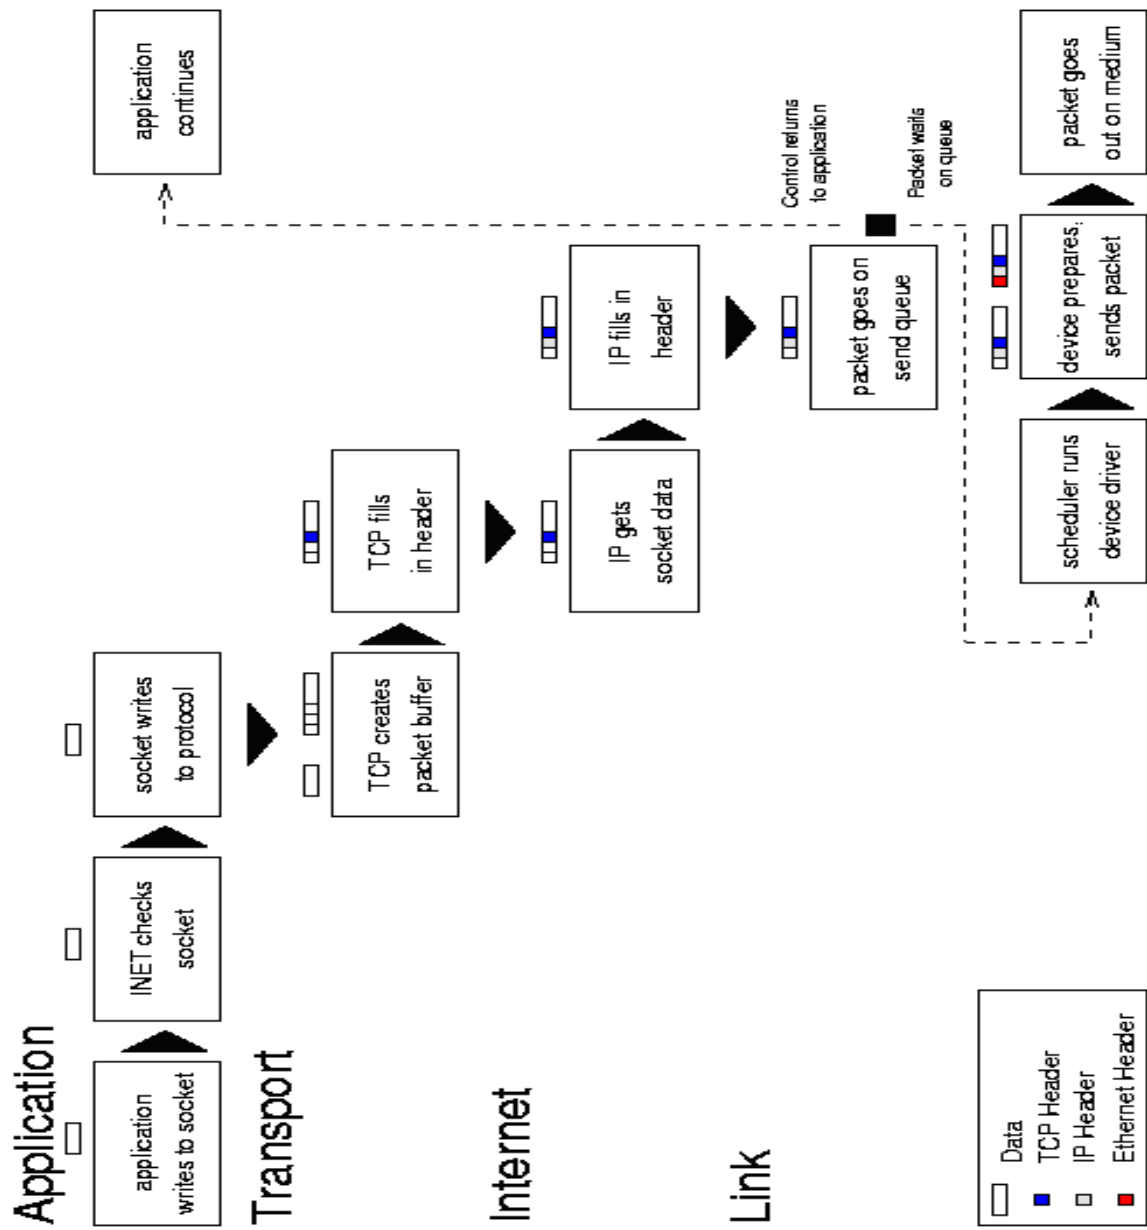 Application
application
writes to socket
INET checks
socket
socket writes
to protocol
application
continues
Transport
TCP creates
packet buffer
TCP fills
in header
Internet
IP gets
socket data
IP fills in
header
Link
packet goes on
send queue
Control returns
to application
Packet waits
on queue
scheduler runs
device driver
device prepares,
sends packet
packet goes
out on medium
Data
TCP Header
IP Header
Ethernet Header